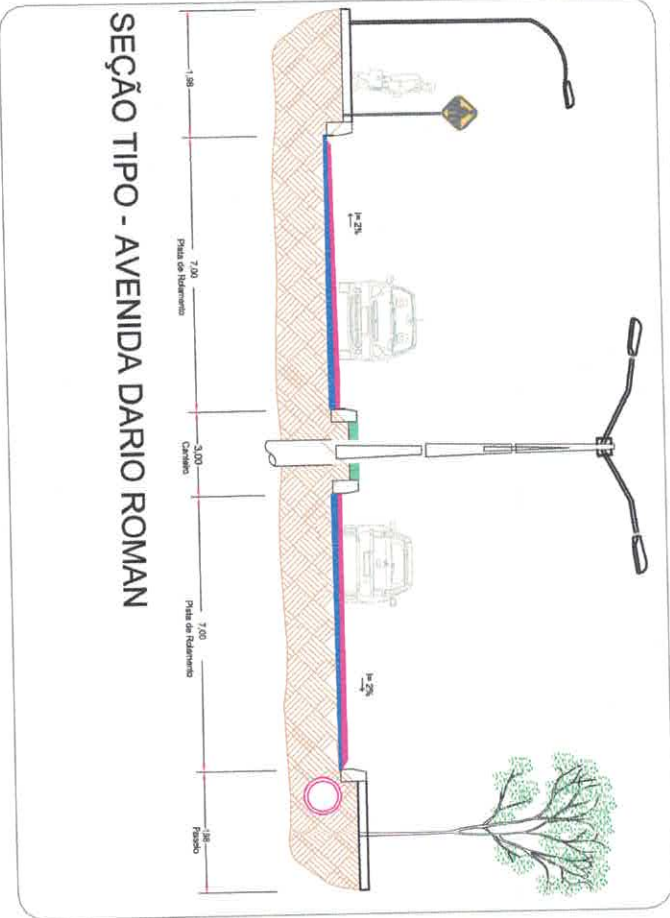 i= 2%
i= 2%
1,98
7,00
Pista de Rolamento
3,00
Canteiro
7,00
Pista de Rolamento
1,98
Passeio
SEÇÃO TIPO - AVENIDA DARIO ROMAN